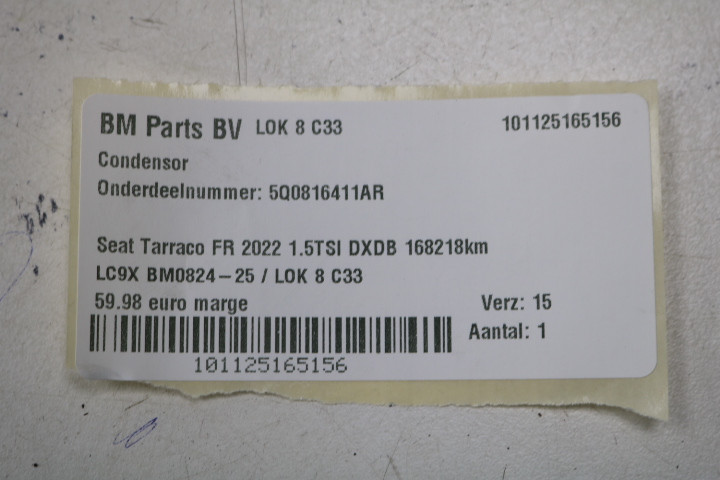 BM Parts BV LOK 8 C33 101125165156
Condensor
Onderdeelnummer: 5Q0816411AR
Seat Tarraco FR 2022 1.5TSI DXDB 168218km
LC9X BM0824-25 / LOK 8 C33
59.98 euro marge Verz: 15
Aantal: 1
101125165156